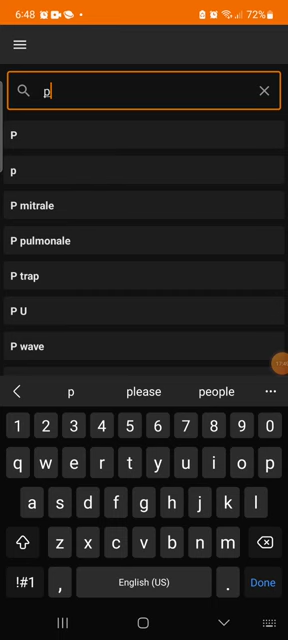 6:48
72%
p
P
p
P mitrale
P pulmonale
P trap
P U
P wave
p please people
1 2 3 4 5 6 7 8 9 0
q w e r t y u i o p
a s d f g h j k l
z x c v b n m
!#1 , English (US) . Done